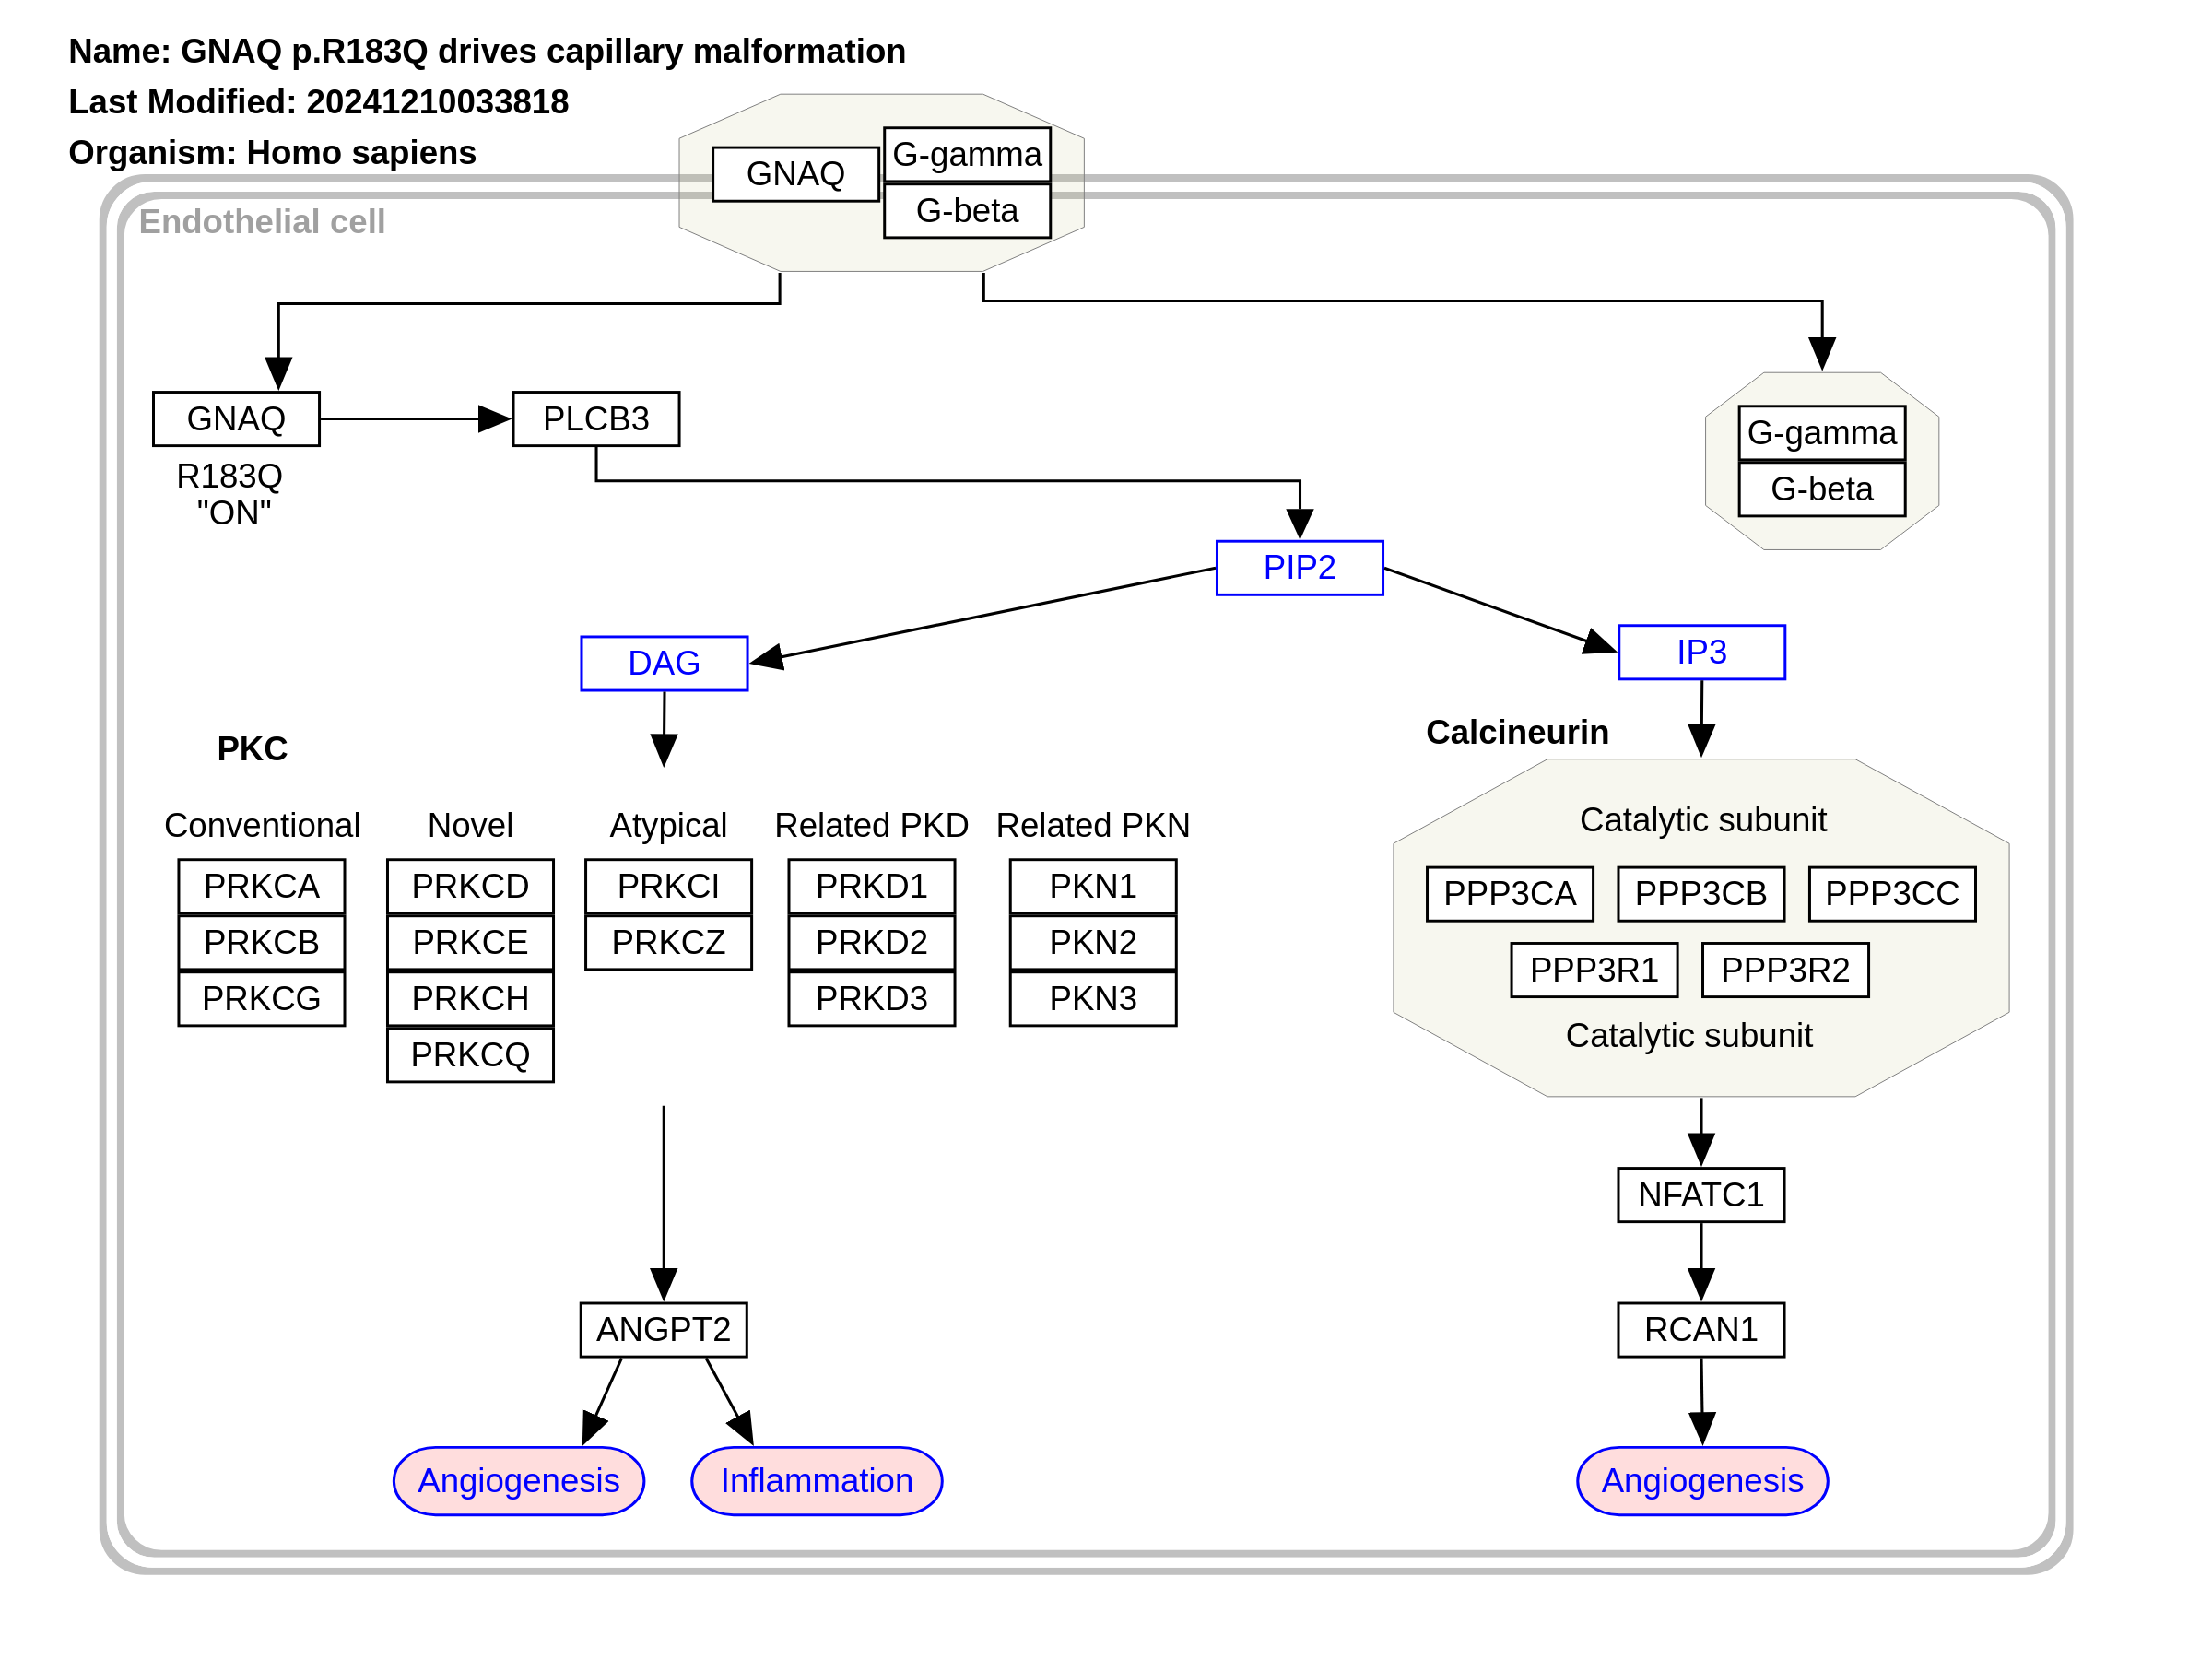 Name: GNAQ p.R183Q drives capillary malformation
Last Modified: 20241210033818
Organism: Homo sapiens
Endothelial cell
GNAQ
G-gamma
G-beta
GNAQ
R183Q
"ON"
PLCB3
G-gamma
G-beta
PIP2
DAG
IP3
PKC
Calcineurin
Conventional
PRKCA
PRKCB
PRKCG
Novel
PRKCD
PRKCE
PRKCH
PRKCQ
Atypical
PRKCI
PRKCZ
Related PKD
PRKD1
PRKD2
PRKD3
Related PKN
PKN1
PKN2
PKN3
Catalytic subunit
PPP3CA
PPP3CB
PPP3CC
PPP3R1
PPP3R2
Catalytic subunit
NFATC1
ANGPT2
RCAN1
Angiogenesis
Inflammation
Angiogenesis